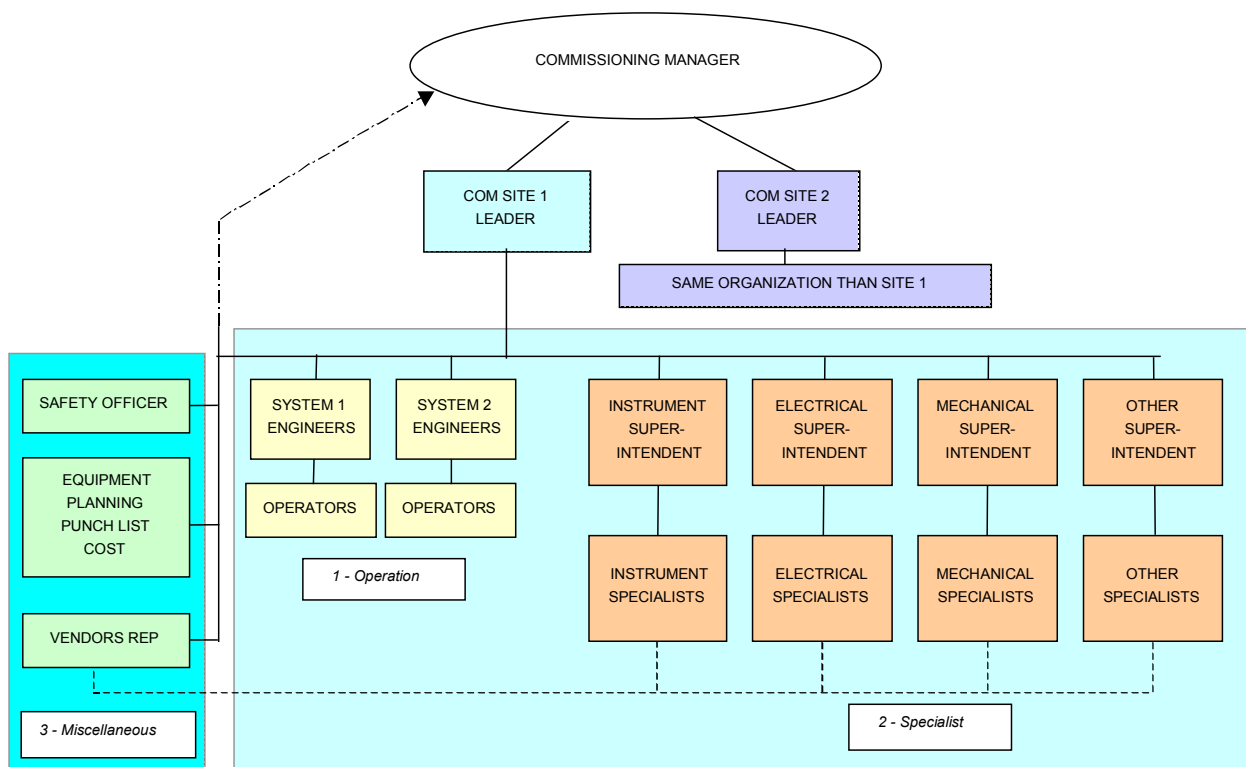 COMMISSIONING MANAGER
COM SITE 1
LEADER
COM SITE 2
LEADER
SAME ORGANIZATION THAN SITE 1
SAFETY OFFICER
EQUIPMENT
PLANNING
PUNCH LIST
COST
VENDORS REP
3 - Miscellaneous
SYSTEM 1
ENGINEERS
OPERATORS
SYSTEM 2
ENGINEERS
OPERATORS
1 - Operation
INSTRUMENT
SUPER-
INTENDENT
INSTRUMENT
SPECIALISTS
ELECTRICAL
SUPER-
INTENDENT
ELECTRICAL
SPECIALISTS
MECHANICAL
SUPER-
INTENDENT
MECHANICAL
SPECIALISTS
OTHER
SUPER-
INTENDENT
OTHER
SPECIALISTS
2 - Specialist